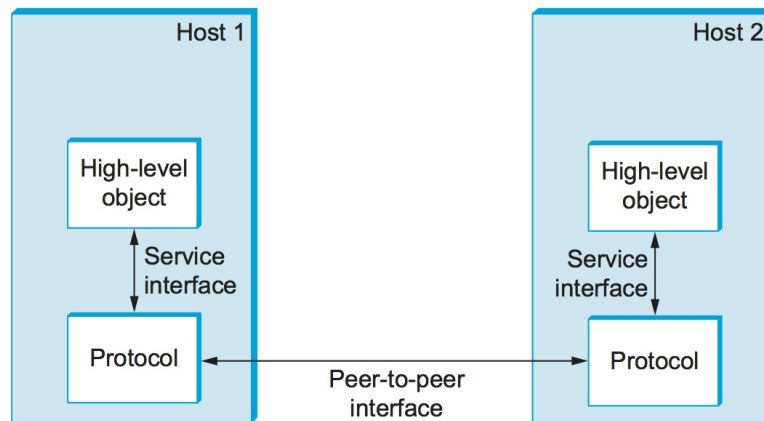 Host 1
High-level
object
Service
interface
Protocol
Peer-to-peer
interface
Host 2
High-level
object
Service
interface
Protocol